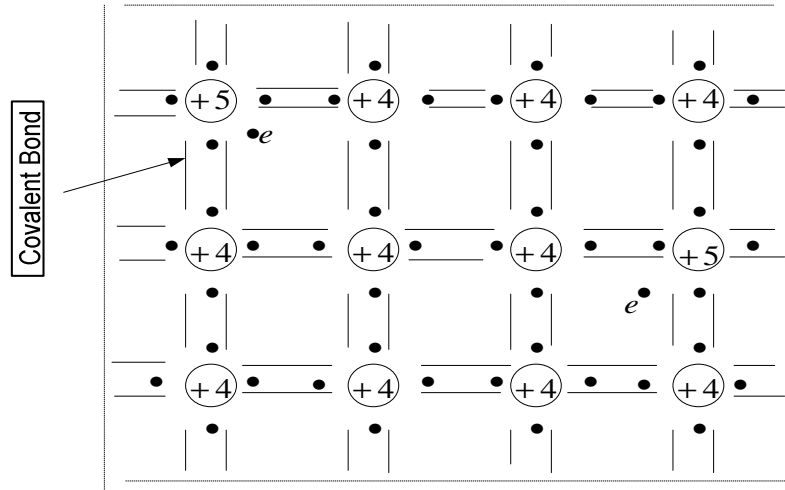 +5 +4 +4 +4
e
Covalent Bond
+4 +4 +4 +5
e
+4 +4 +4 +4